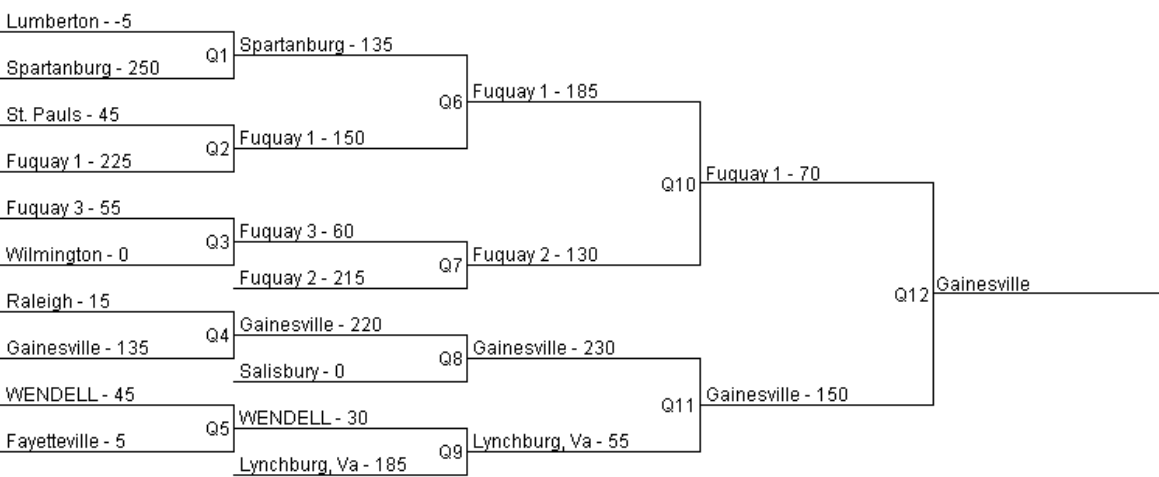 Lumberton - -5
Q1
Spartanburg - 250
Spartanburg - 135
St. Pauls - 45
Q2
Fuquay 1 - 225
Fuquay 1 - 150
Q6
Fuquay 1 - 185
Fuquay 3 - 55
Q3
Wilmington - 0
Fuquay 3 - 60
Fuquay 2 - 215
Q7
Fuquay 2 - 130
Q10
Fuquay 1 - 70
Raleigh - 15
Q4
Gainesville - 135
Gainesville - 220
Salisbury - 0
Q8
Gainesville - 230
WENDELL - 45
Q5
Fayetteville - 5
WENDELL - 30
Lynchburg, Va - 185
Q9
Lynchburg, Va - 55
Q11
Gainesville - 150
Q12
Gainesville